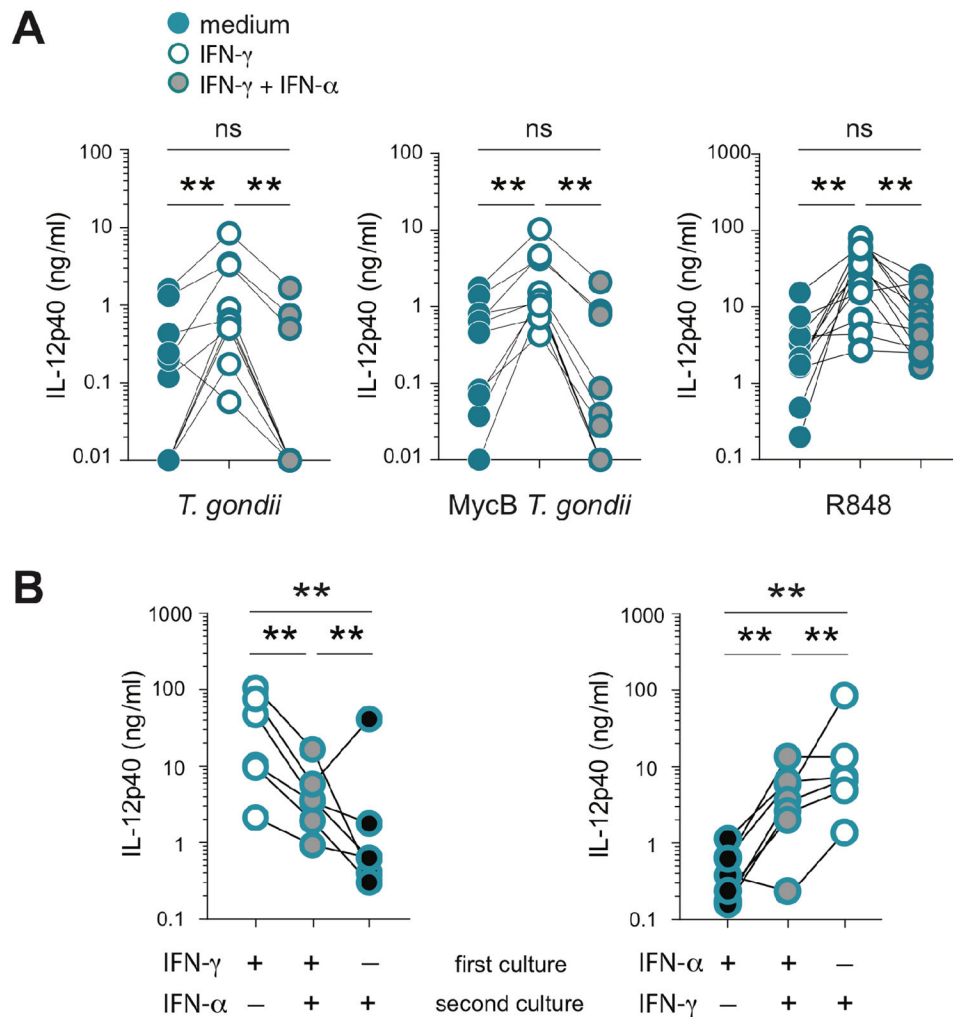 A
medium
IFN-γ
IFN-γ + IFN-α
ns
ns
ns
** **
** **
** **
IL-12p40 (ng/ml)
100
10
1
0.1
0.01
T. gondii
IL-12p40 (ng/ml)
100
10
1
0.1
0.01
MycB T. gondii
IL-12p40 (ng/ml)
1000
100
10
1
0.1
R848
B
**
** **
IL-12p40 (ng/ml)
1000
100
10
1
0.1
**
** **
IL-12p40 (ng/ml)
1000
100
10
1
0.1
IFN-γ + + – first culture IFN-α + + –
IFN-α – + + second culture IFN-γ – + +